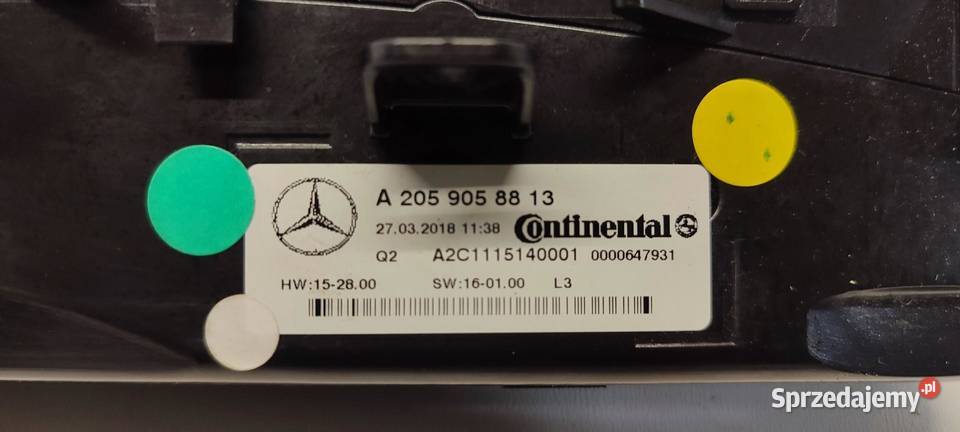 A 205 905 88 13
27.03.2018 11:38 Continental
Q2 A2C1115140001 0000647931
HW:15-28.00 SW:16-01.00 L3
Sprzedajemy.pl